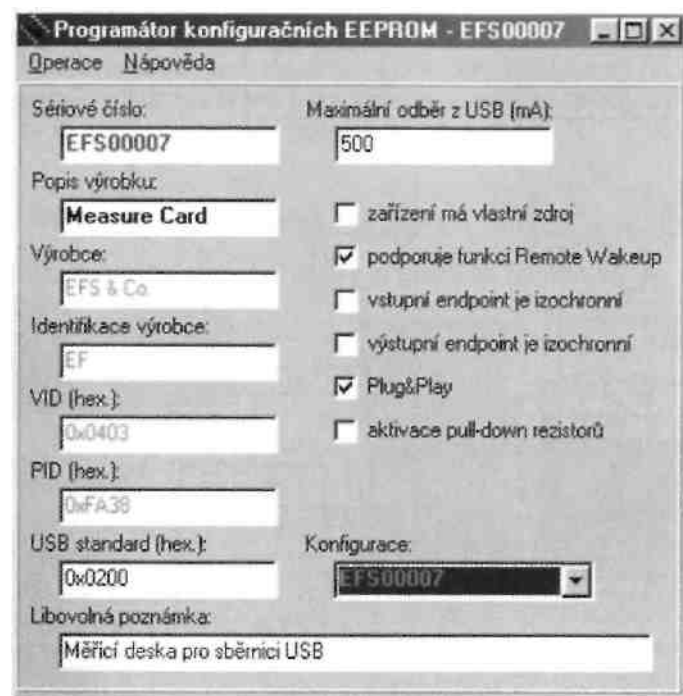 Programátor konfiguračních EEPROM - EFS00007
Operace Nápověda
Sériové číslo:
EFS00007
Popis výrobku:
Measure Card
Výrobce:
EFS & Co.
Identifikace výrobce:
EF
VID (hex.):
0x0403
PID (hex.):
0xFA38
USB standard (hex.):
0x0200
Maximální odběr z USB (mA):
500
zařízení má vlastní zdroj
podporuje funkci Remote Wakeup
vstupní endpoint je izochronní
výstupní endpoint je izochronní
Plug&Play
aktivace pull-down rezistorů
Konfigurace:
EFS00007
Libovolná poznámka:
Měřicí deska pro sběrnici USB